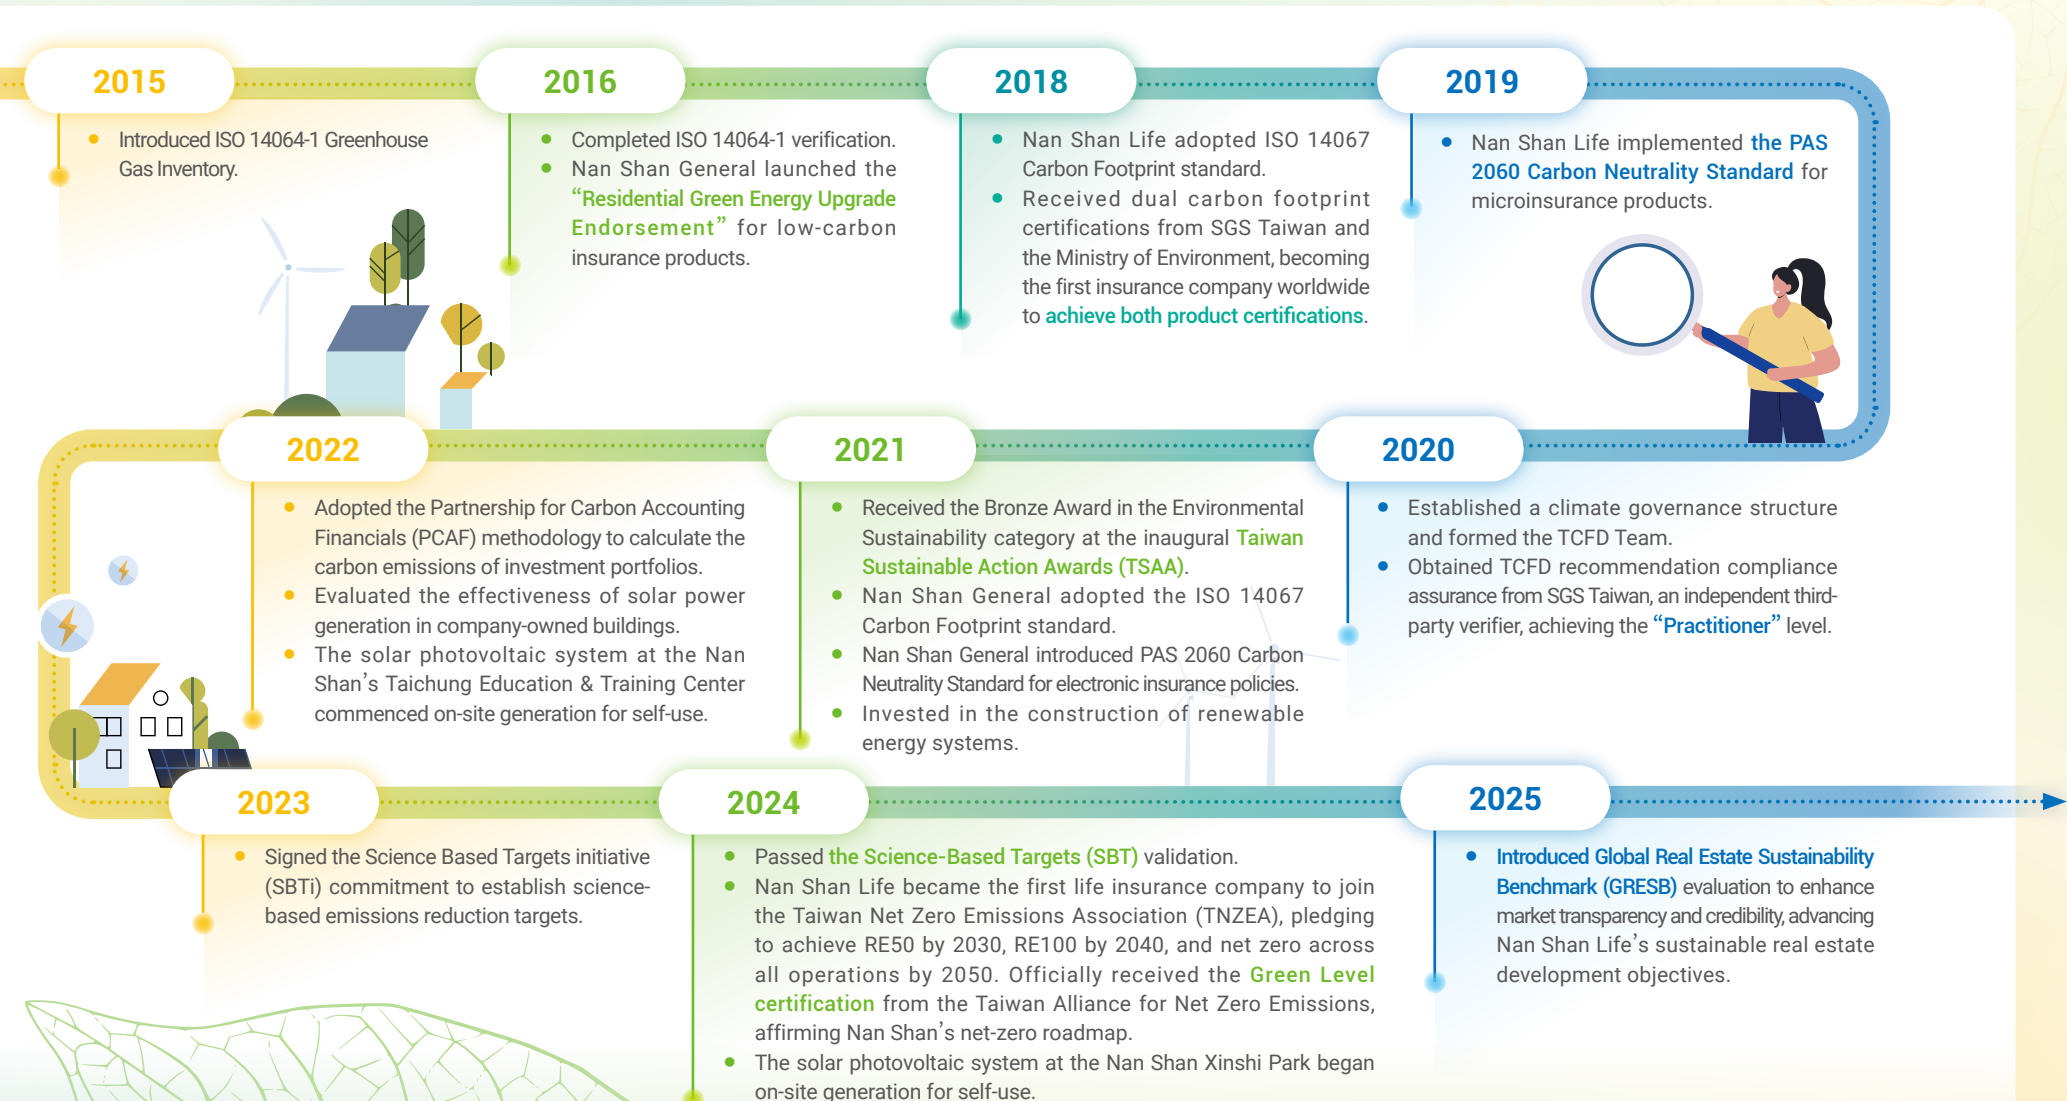 2015
Introduced ISO 14064-1 Greenhouse
Gas Inventory.
2016
Completed ISO 14064-1 verification.
Nan Shan General launched the
“Residential Green Energy Upgrade
Endorsement” for low-carbon
insurance products.
2018
Nan Shan Life adopted ISO 14067
Carbon Footprint standard.
Received dual carbon footprint
certifications from SGS Taiwan and
the Ministry of Environment, becoming
the first insurance company worldwide
to achieve both product certifications.
2019
Nan Shan Life implemented the PAS
2060 Carbon Neutrality Standard for
microinsurance products.
2020
Established a climate governance structure
and formed the TCFD Team.
Obtained TCFD recommendation compliance
assurance from SGS Taiwan, an independent third-
party verifier, achieving the “Practitioner” level.
2021
Received the Bronze Award in the Environmental
Sustainability category at the inaugural Taiwan
Sustainable Action Awards (TSAA).
Nan Shan General adopted the ISO 14067
Carbon Footprint standard.
Nan Shan General introduced PAS 2060 Carbon
Neutrality Standard for electronic insurance policies.
Invested in the construction of renewable
energy systems.
2022
Adopted the Partnership for Carbon Accounting
Financials (PCAF) methodology to calculate the
carbon emissions of investment portfolios.
Evaluated the effectiveness of solar power
generation in company-owned buildings.
The solar photovoltaic system at the Nan
Shan’s Taichung Education & Training Center
commenced on-site generation for self-use.
2023
Signed the Science Based Targets initiative
(SBTi) commitment to establish science-
based emissions reduction targets.
2024
Passed the Science-Based Targets (SBT) validation.
Nan Shan Life became the first life insurance company to join
the Taiwan Net Zero Emissions Association (TNZEA), pledging
to achieve RE50 by 2030, RE100 by 2040, and net zero across
all operations by 2050. Officially received the Green Level
certification from the Taiwan Alliance for Net Zero Emissions,
affirming Nan Shan’s net-zero roadmap.
The solar photovoltaic system at the Nan Shan Xinshi Park began
on-site generation for self-use.
2025
Introduced Global Real Estate Sustainability
Benchmark (GRESB) evaluation to enhance
market transparency and credibility, advancing
Nan Shan Life’s sustainable real estate
development objectives.